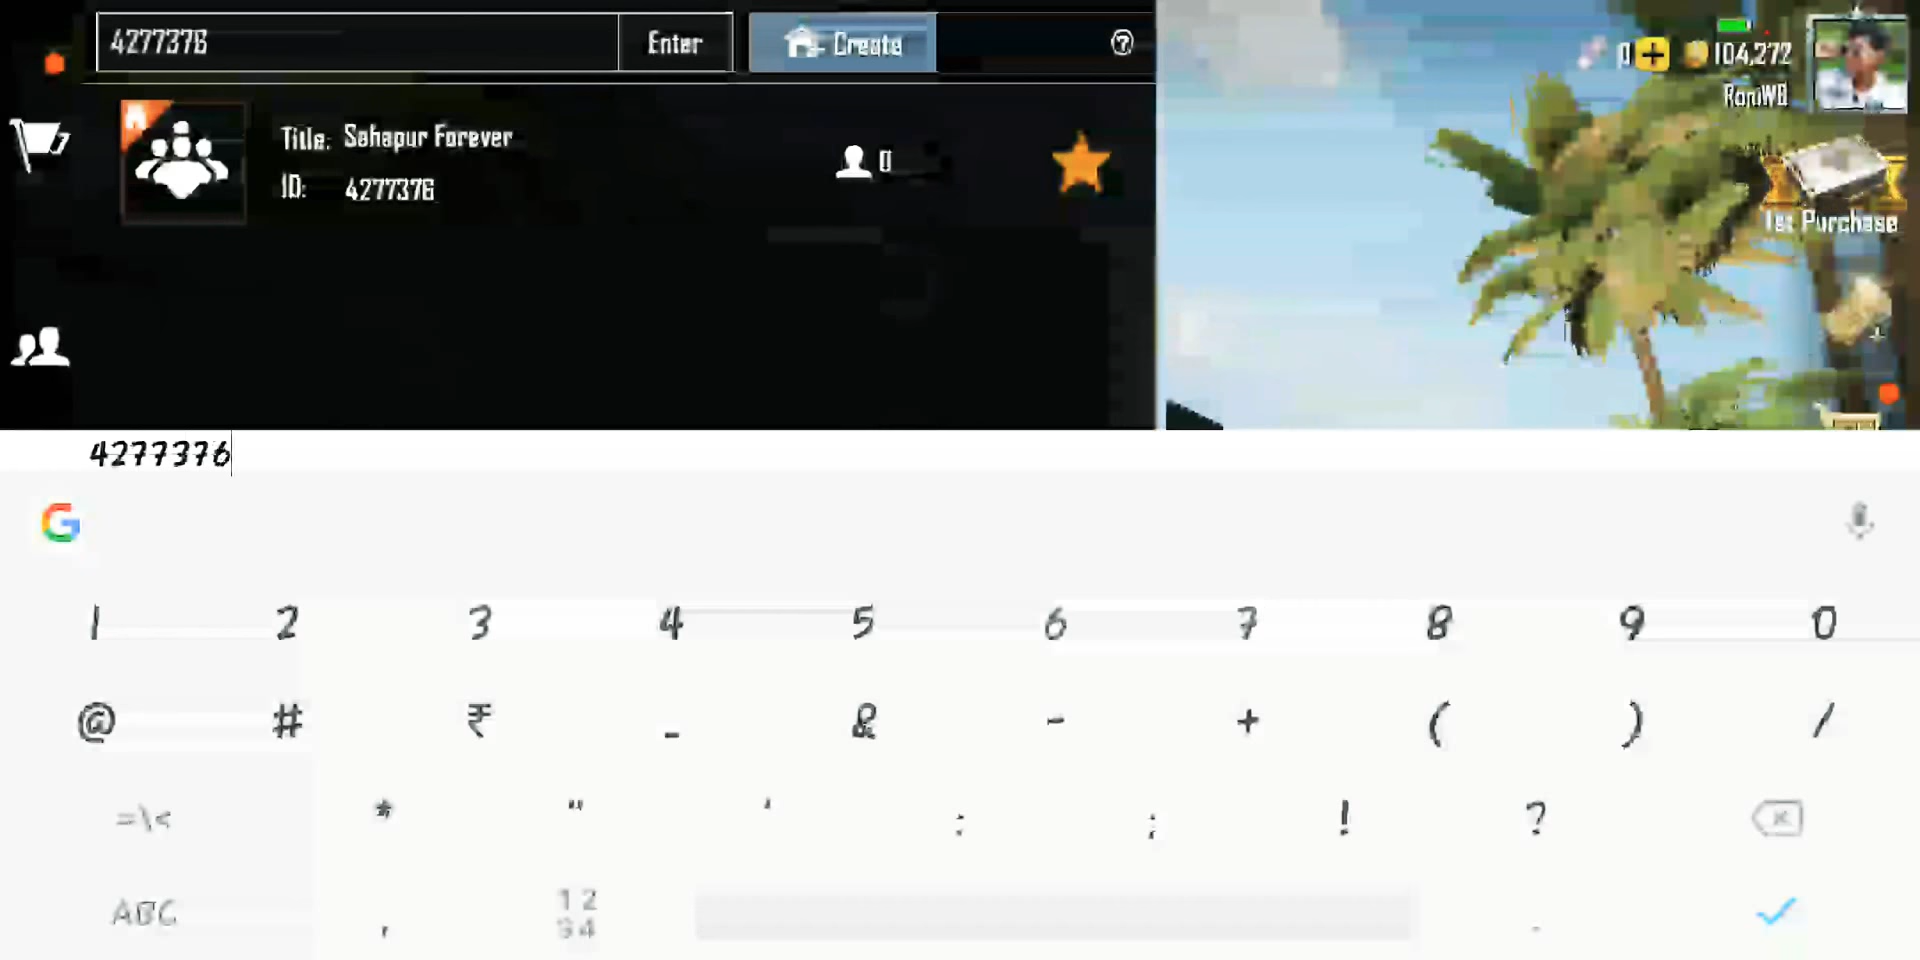 4277376
Enter
Create
?
0
104,272
RoniWB
Title: Sahapur Forever
0
ID: 4277376
1st Purchase
4277376
G
1 2 3 4 5 6 7 8 9 0
@ # ₹ _ & - + ( ) /
=\< * " ' : ; ! ?
ABC , 12 34 .